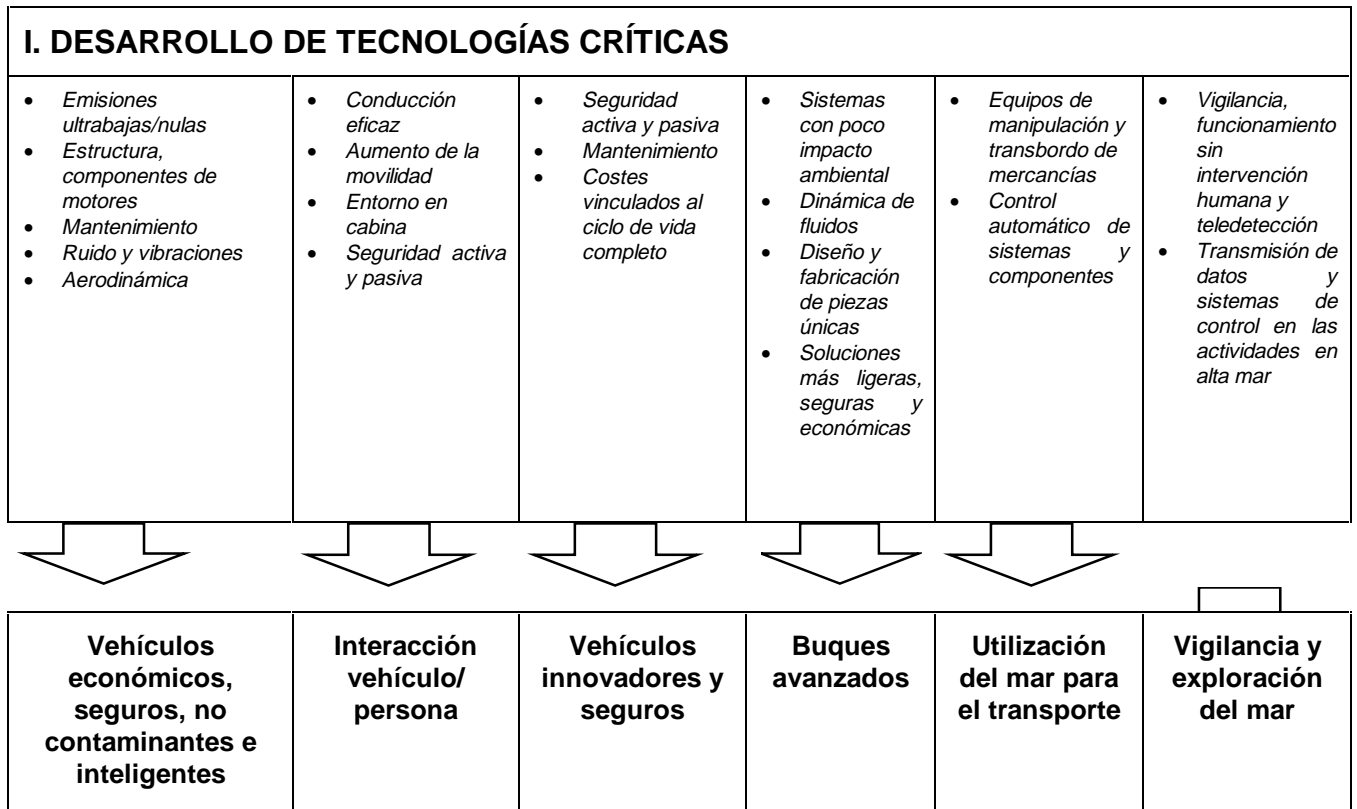 I. DESARROLLO DE TECNOLOGÍAS CRÍTICAS
• Emisiones
ultrabajas/nulas
• Estructura,
componentes de
motores
• Mantenimiento
• Ruido y vibraciones
• Aerodinámica
• Conducción
eficaz
• Aumento de la
movilidad
• Entorno en
cabina
• Seguridad activa
y pasiva
• Seguridad
activa y pasiva
• Mantenimiento
• Costes
vinculados al
ciclo de vida
completo
• Sistemas
con poco
impacto
ambiental
• Dinámica de
fluidos
• Diseño y
fabricación
de piezas
únicas
• Soluciones
más ligeras,
seguras y
económicas
• Equipos de
manipulación y
transbordo de
mercancías
• Control
automático de
sistemas y
componentes
• Vigilancia,
funcionamiento
sin
intervención
humana y
teledetección
• Transmisión de
datos y
sistemas de
control en las
actividades en
alta mar
Vehículos
económicos,
seguros, no
contaminantes e
inteligentes
Interacción
vehículo/
persona
Vehículos
innovadores y
seguros
Buques
avanzados
Utilización
del mar para
el transporte
Vigilancia y
exploración
del mar